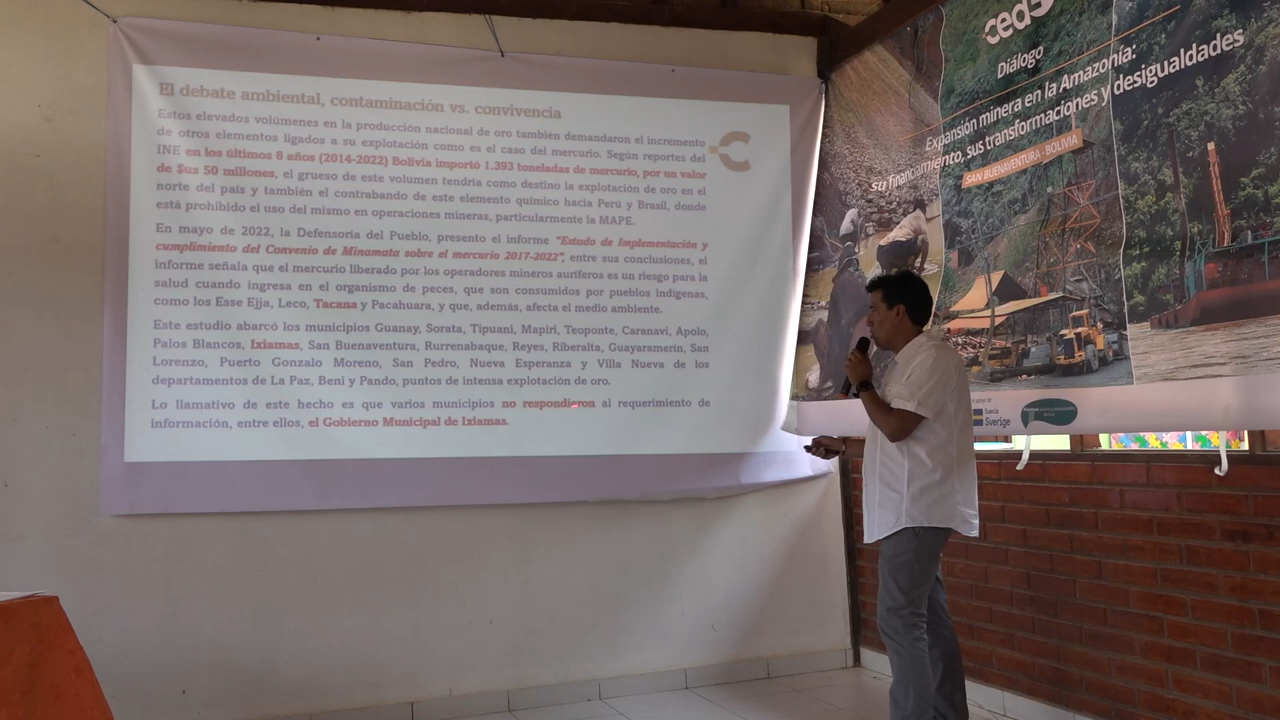 El debate ambiental, contaminación vs. convivencia
Estos elevados volúmenes en la producción nacional de oro también demandaron el incremento
de otros elementos ligados a su explotación como es el caso del mercurio. Según reportes del
INE en los últimos 8 años (2014-2022) Bolivia importó 1.393 toneladas de mercurio, por un valor
de $us 50 millones, el grueso de este volumen tendría como destino la explotación de oro en el
norte del país y también el contrabando de este elemento químico hacia Perú y Brasil, donde
está prohibido el uso del mismo en operaciones mineras, particularmente la MAPE.
En mayo de 2022, la Defensoría del Pueblo, presento el informe "Estado de Implementación y
cumplimiento del Convenio de Minamata sobre el mercurio 2017-2022", entre sus conclusiones, el
informe señala que el mercurio liberado por los operadores mineros auríferos es un riesgo para la
salud cuando ingresa en el organismo de peces, que son consumidos por pueblos indígenas,
como los Esse Ejja, Leco, Tacana y Pacahuara, y que, además, afecta el medio ambiente.
Este estudio abarcó los municipios Guanay, Sorata, Tipuani, Mapiri, Teoponte, Caranavi, Apolo,
Palos Blancos, Ixiamas, San Buenaventura, Rurrenabaque, Reyes, Riberalta, Guayaramerín, San
Lorenzo, Puerto Gonzalo Moreno, San Pedro, Nueva Esperanza y Villa Nueva de los
departamentos de La Paz, Beni y Pando, puntos de intensa explotación de oro.
Lo llamativo de este hecho es que varios municipios no respondieron al requerimiento de
información, entre ellos, el Gobierno Municipal de Ixiamas.
Diálogo
Expansión minera en la Amazonía:
su financiamiento, sus transformaciones y desigualdades
SAN BUENAVENTURA - BOLIVIA
Suecia
Sverige